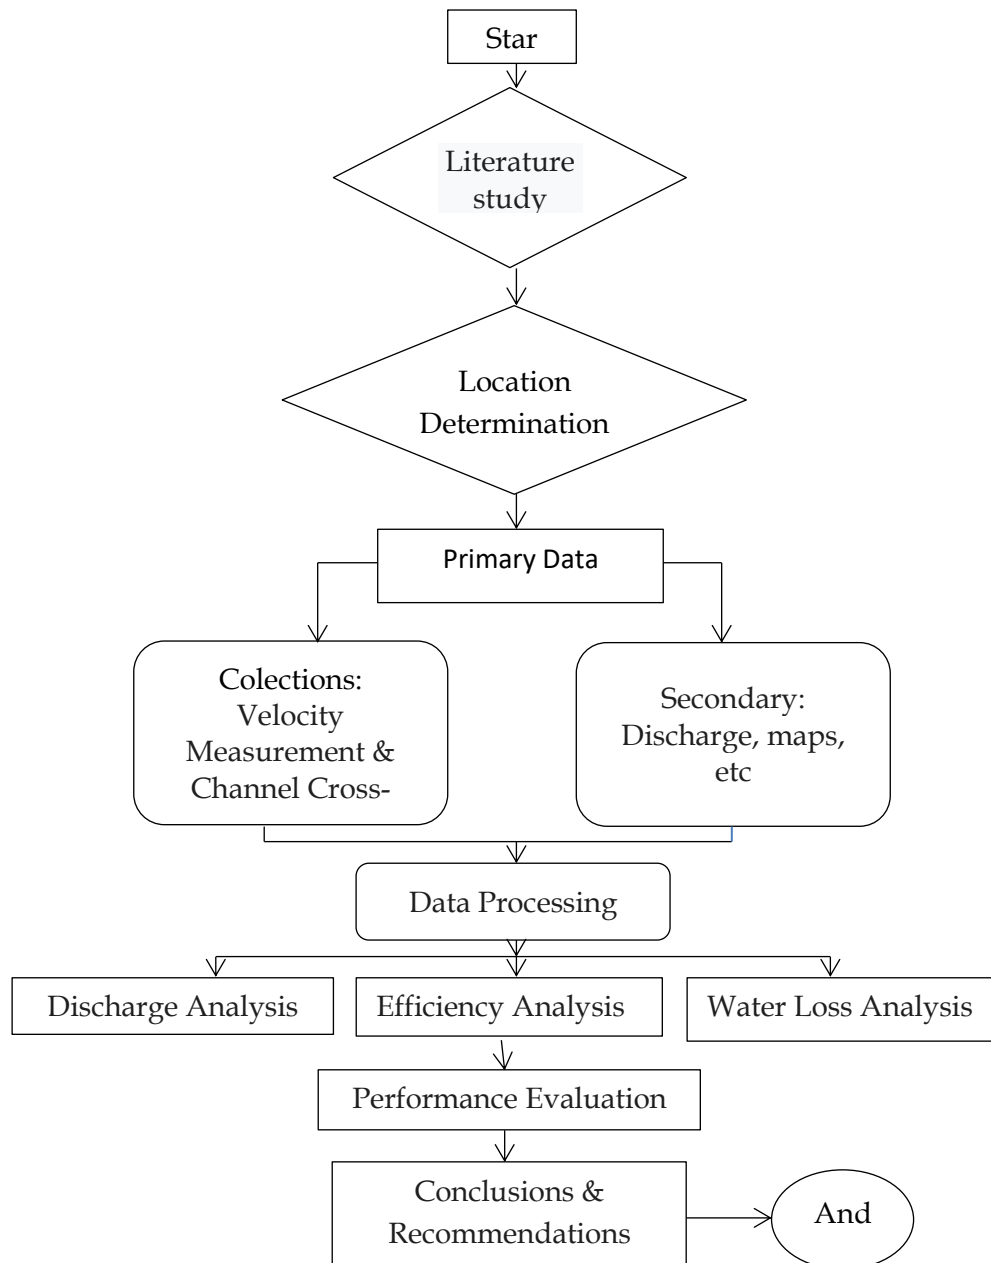 Star
Literature
study
Location
Determination
Primary Data
Colections:
Velocity
Measurement &
Channel Cross-
Secondary:
Discharge, maps,
etc
Data Processing
Discharge Analysis
Efficiency Analysis
Water Loss Analysis
Performance Evaluation
Conclusions &
Recommendations
And